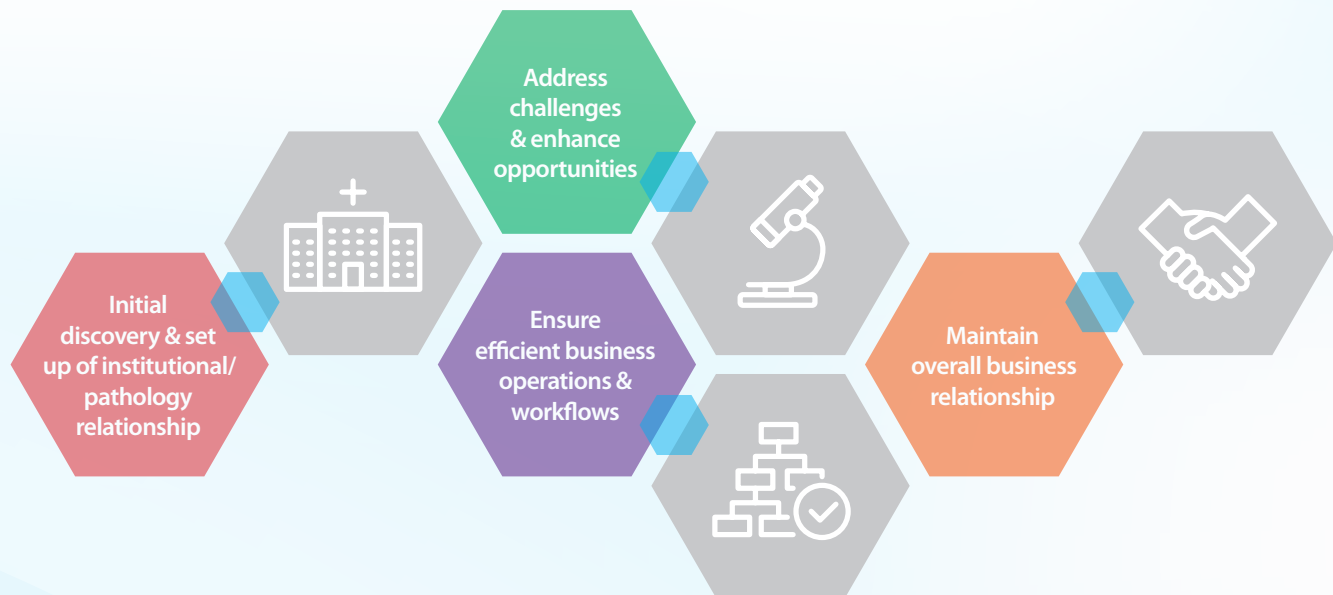 Address
challenges
& enhance
opportunities
Initial
discovery & set
up of institutional/
pathology
relationship
Ensure
efficient business
operations &
workflows
Maintain
overall business
relationship